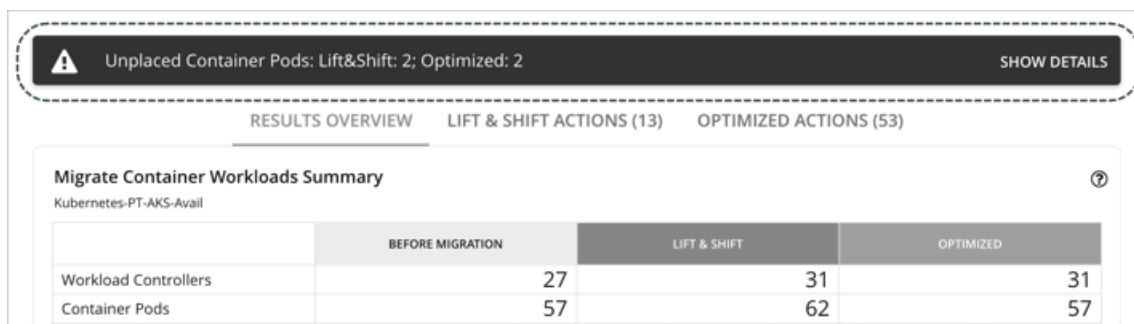 Unplaced Container Pods: Lift&Shift: 2; Optimized: 2 SHOW DETAILS
RESULTS OVERVIEW LIFT & SHIFT ACTIONS (13) OPTIMIZED ACTIONS (53)
Migrate Container Workloads Summary
Kubernetes-PT-AKS-Avail
BEFORE MIGRATION LIFT & SHIFT OPTIMIZED
Workload Controllers 27 31 31
Container Pods 57 62 57